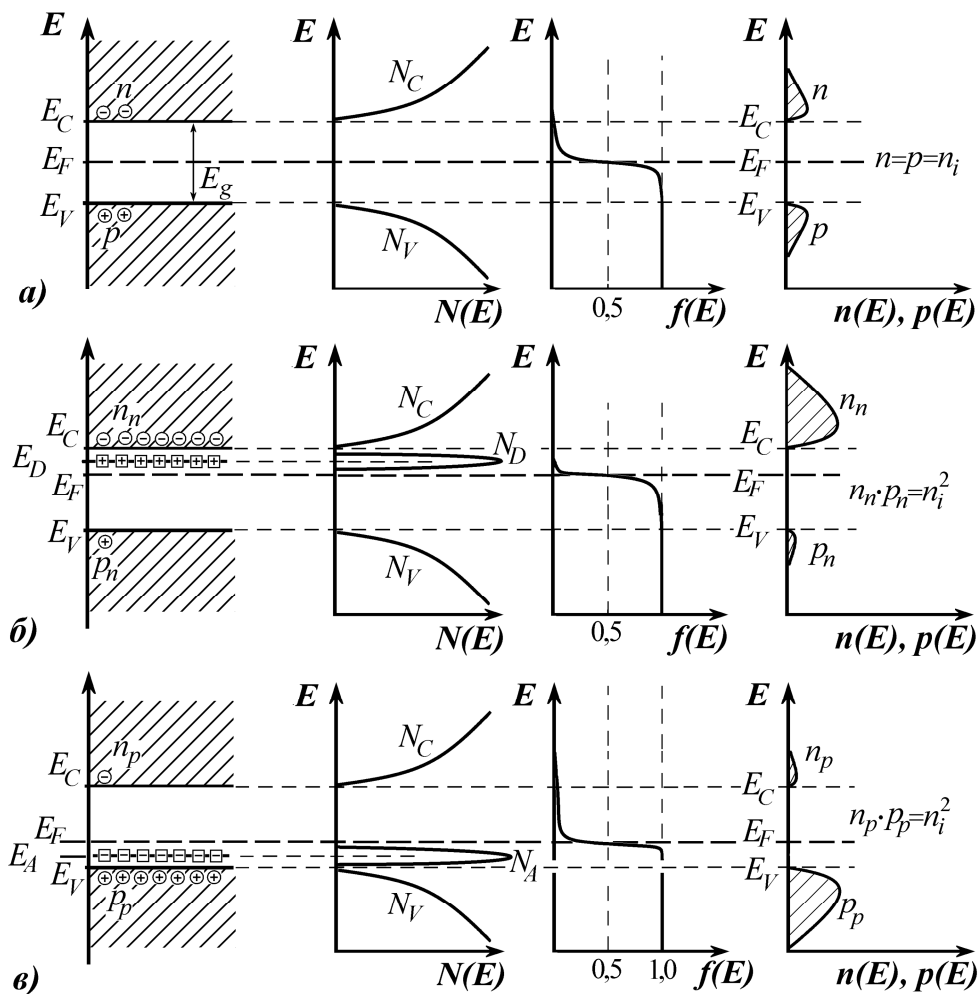 E E E E
n N_C n
E_C E_C
E_F E_F n=p=n_i
E_g
E_V E_V
p N_V p
а) N(E) 0,5 f(E) n(E), p(E)
E E E
n_n N_C n_n
E_C E_C
E_D N_D
E_F E_F n_n·p_n=n_i^2
E_V E_V
p_n N_V p_n
б) N(E) 0,5 f(E) n(E), p(E)
E E E
n_p N_C n_p
E_C E_C
E_F E_F n_p·p_p=n_i^2
E_A N_A
E_V E_V
p_p N_V p_p
в) N(E) 0,5 1,0 f(E) n(E), p(E)